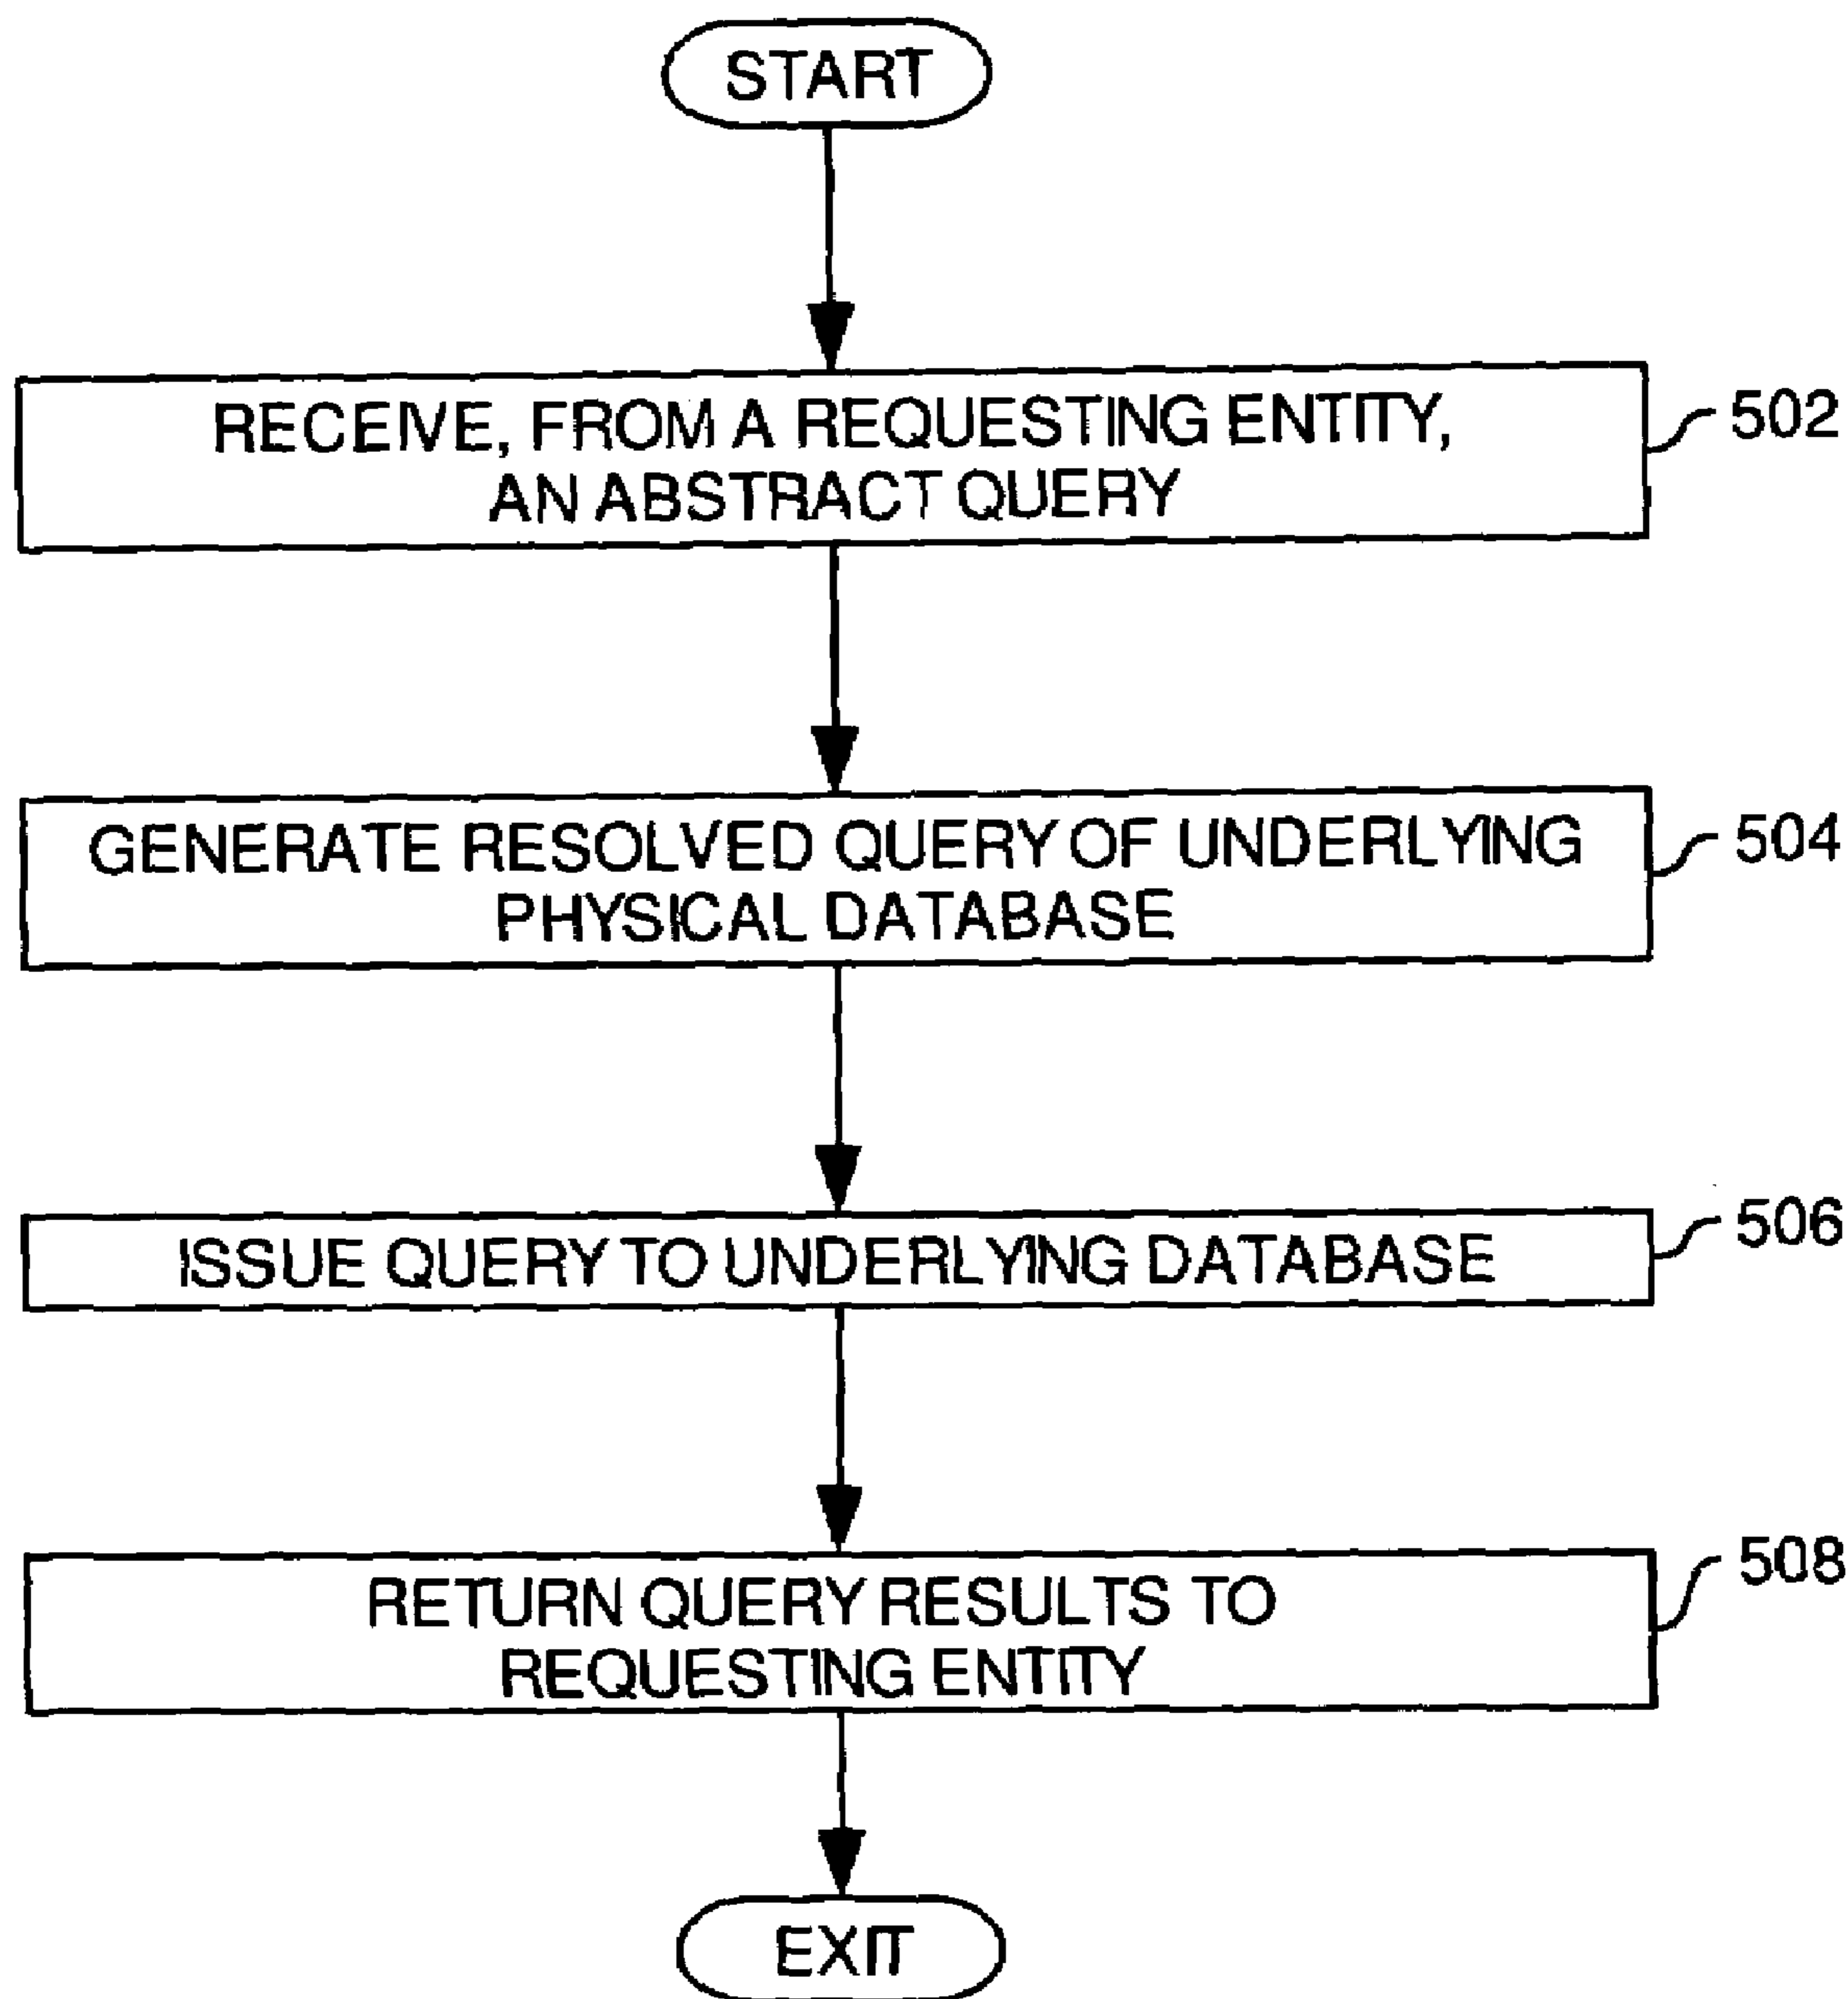 START
RECEIVE, FROM A REQUESTING ENTITY,
AN ABSTRACT QUERY
502
GENERATE RESOLVED QUERY OF UNDERLYING
PHYSICAL DATABASE
504
ISSUE QUERY TO UNDERLYING DATABASE
506
RETURN QUERY RESULTS TO
REQUESTING ENTITY
508
EXIT